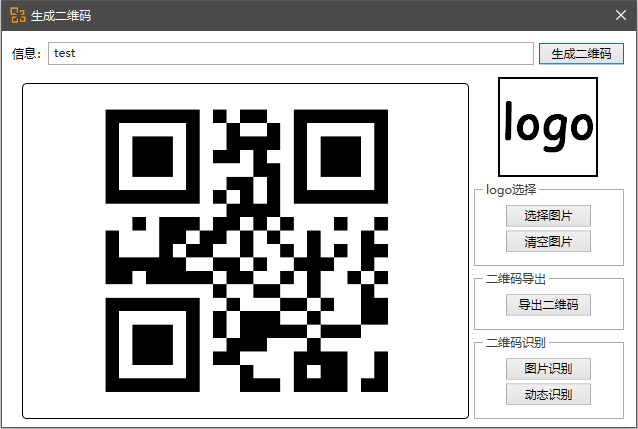 生成二维码
信息：
test
生成二维码
logo
logo选择
选择图片
清空图片
二维码导出
导出二维码
二维码识别
图片识别
动态识别